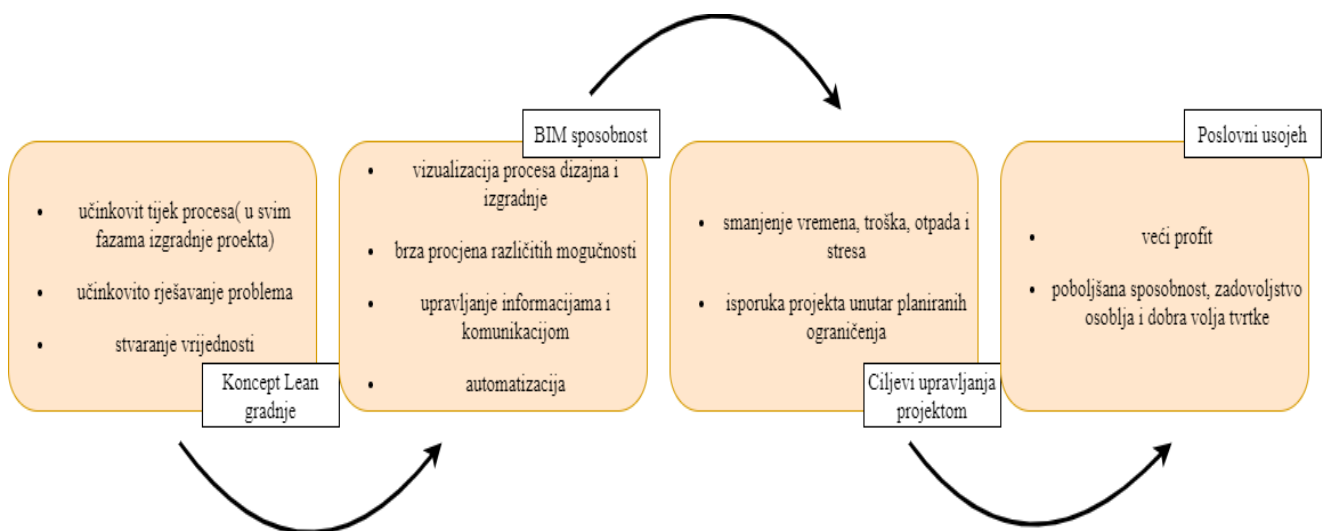 učinkovit tijek procesa( u svim
fazama izgradnje proekta)
učinkovito rješavanje problema
stvaranje vrijednosti
Koncept Lean
gradnje
BIM sposobnost
vizualizacija procesa dizajna i
izgradnje
brza procjena različitih mogučnosti
upravljanje informacijama i
komunikacijom
automatizacija
smanjenje vremena, troška, otpada i
stresa
isporuka projekta unutar planiranih
ograničenja
Ciljevi upravljanja
projektom
Poslovni usojeh
veći profit
poboljšana sposobnost, zadovoljstvo
osoblja i dobra volja tvrtke